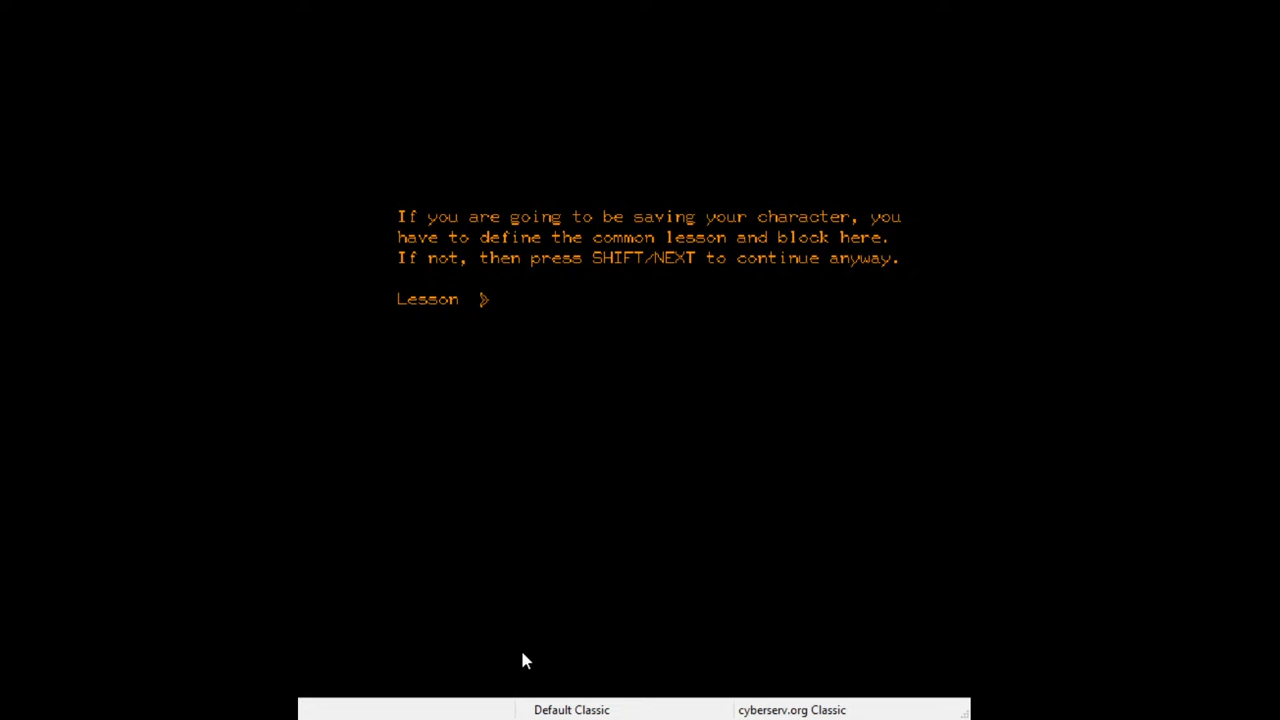 If you are going to be saving your character, you
have to define the common lesson and block here.
If not, then press SHIFT/NEXT to continue anyway.
Lesson >
Default Classic
cyberserv.org Classic